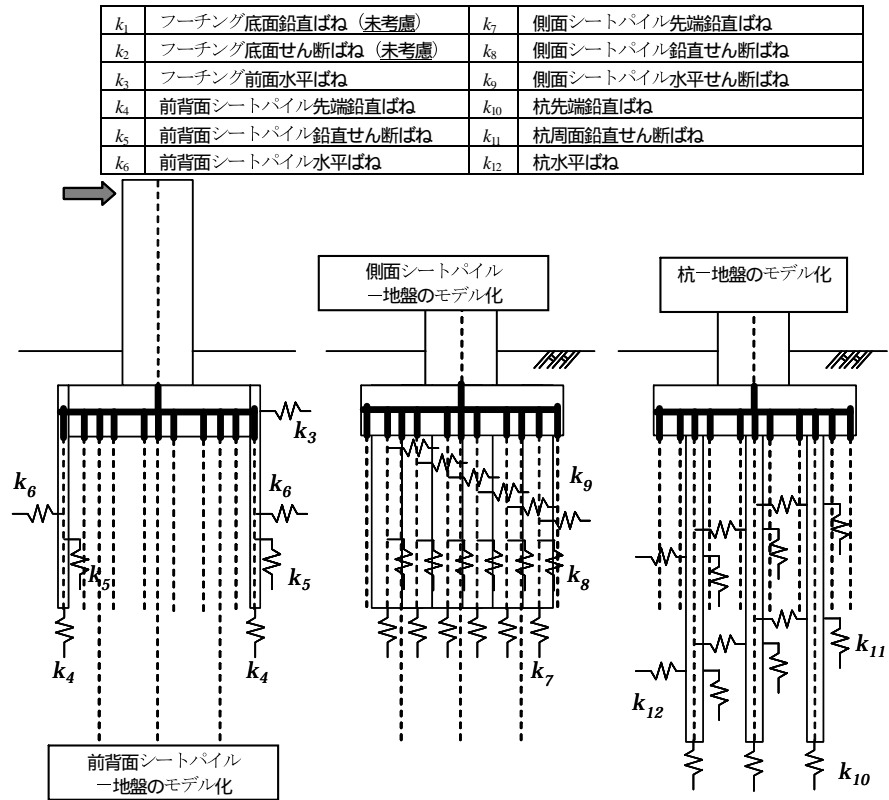 k1 フーチング底面鉛直ばね（未考慮） k7 側面シートパイル先端鉛直ばね
k2 フーチング底面せん断ばね（未考慮） k8 側面シートパイル鉛直せん断ばね
k3 フーチング前面水平ばね k9 側面シートパイル水平せん断ばね
k4 前背面シートパイル先端鉛直ばね k10 杭先端鉛直ばね
k5 前背面シートパイル鉛直せん断ばね k11 杭周面鉛直せん断ばね
k6 前背面シートパイル水平ばね k12 杭水平ばね
側面シートパイル
－地盤のモデル化
杭－地盤のモデル化
k3
k6
k6
k5
k5
k4
k4
前背面シートパイル
－地盤のモデル化
k9
k8
k7
k11
k12
k10